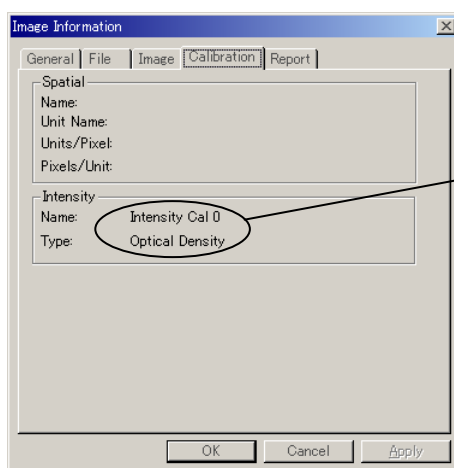 Image Information
General File Image Calibration Report
Spatial
Name:
Unit Name:
Units/Pixel:
Pixels/Unit:
Intensity
Name: Intensity Cal 0
Type: Optical Density
OK Cancel Apply